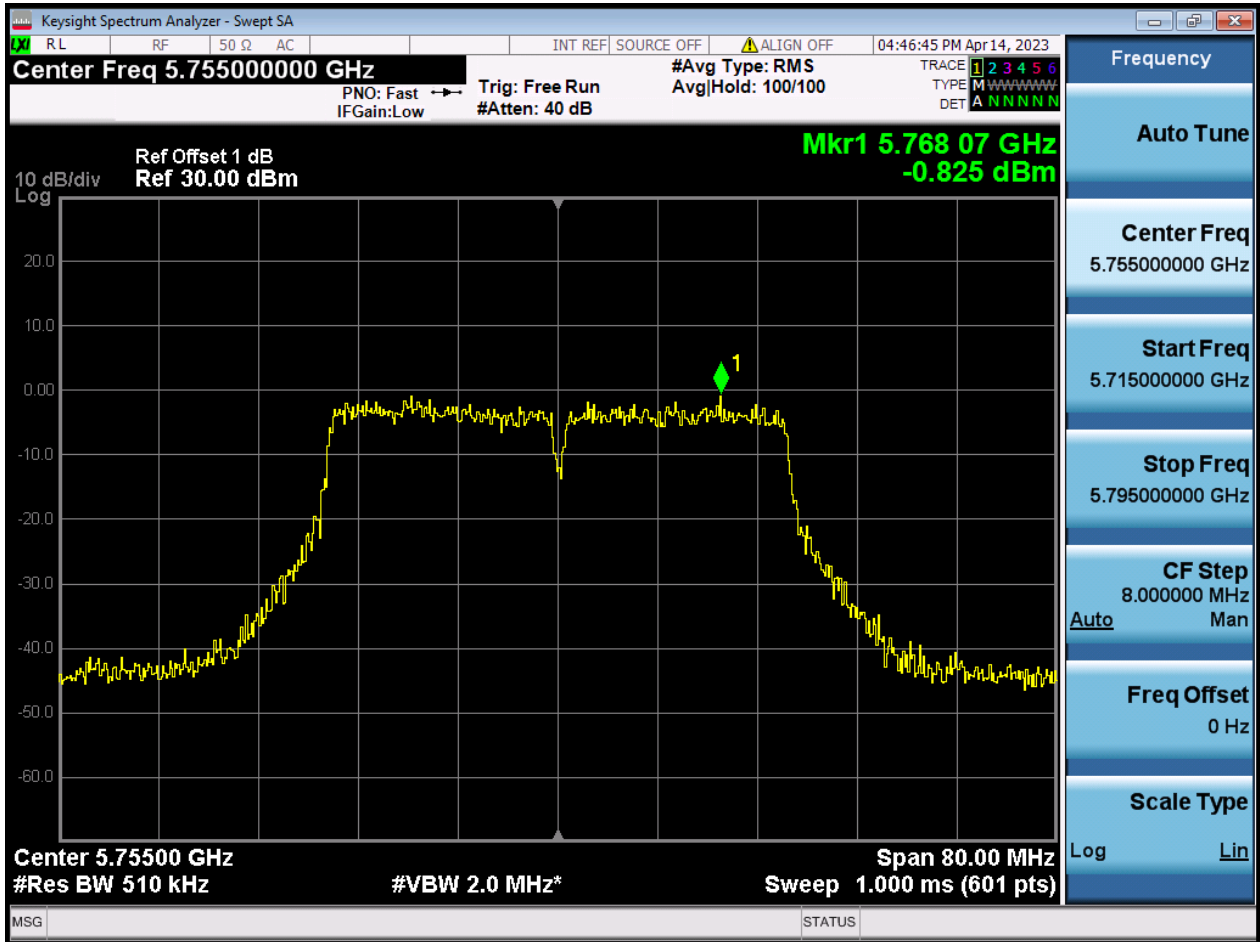 Keysight Spectrum Analyzer - Swept SA
LXI RL RF 50 Ω AC INT REF SOURCE OFF ALIGN OFF 04:46:45 PM Apr 14, 2023
Center Freq 5.755000000 GHz
PNO: Fast
IFGain:Low
Trig: Free Run
#Atten: 40 dB
#Avg Type: RMS
Avg|Hold: 100/100
TRACE 1 2 3 4 5 6
TYPE M WWWWW
DET A N N N N N
Mkr1 5.768 07 GHz
-0.825 dBm
Ref Offset 1 dB
10 dB/div Ref 30.00 dBm
Log
20.0
10.0
0.00
-10.0
-20.0
-30.0
-40.0
-50.0
-60.0
1
Center 5.75500 GHz Span 80.00 MHz
#Res BW 510 kHz #VBW 2.0 MHz* Sweep 1.000 ms (601 pts)
MSG STATUS
Frequency
Auto Tune
Center Freq
5.755000000 GHz
Start Freq
5.715000000 GHz
Stop Freq
5.795000000 GHz
CF Step
8.000000 MHz
Auto Man
Freq Offset
0 Hz
Scale Type
Log Lin